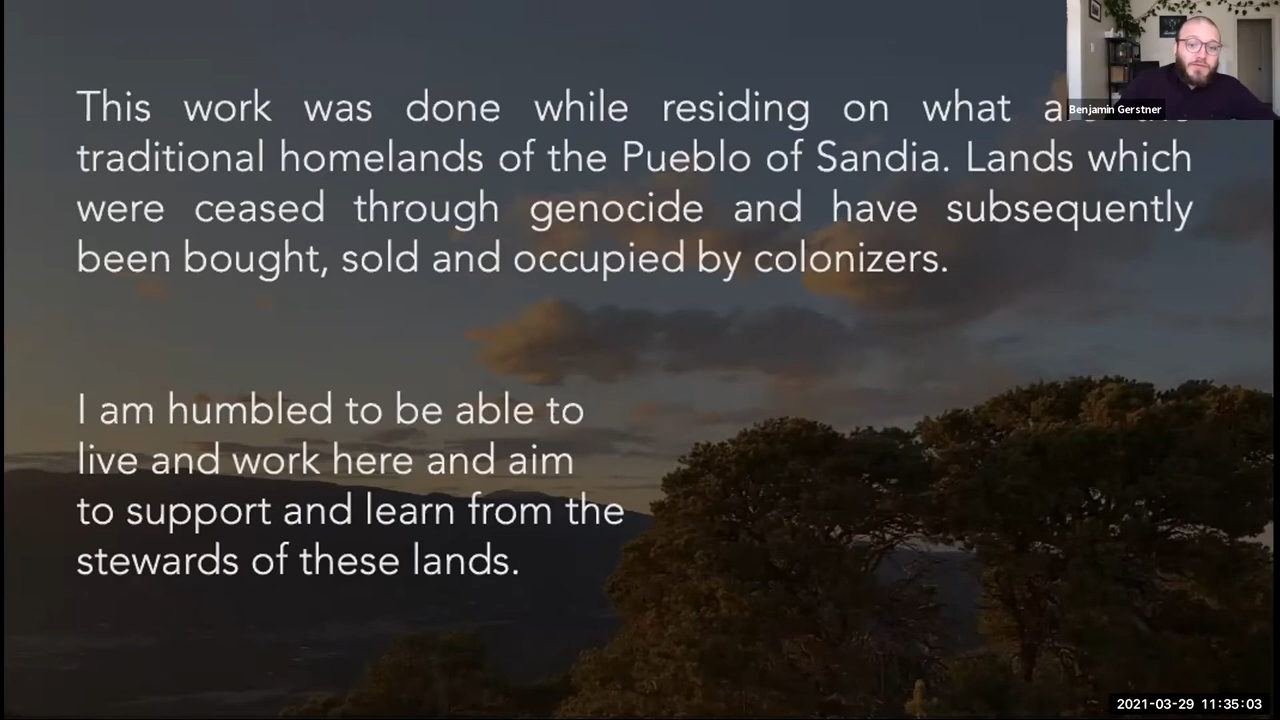 This work was done while residing on what
traditional homelands of the Pueblo of Sandia. Lands which
were ceased through genocide and have subsequently
been bought, sold and occupied by colonizers.
I am humbled to be able to
live and work here and aim
to support and learn from the
stewards of these lands.
Benjamin Gerstner
2021-03-29 11:35:03